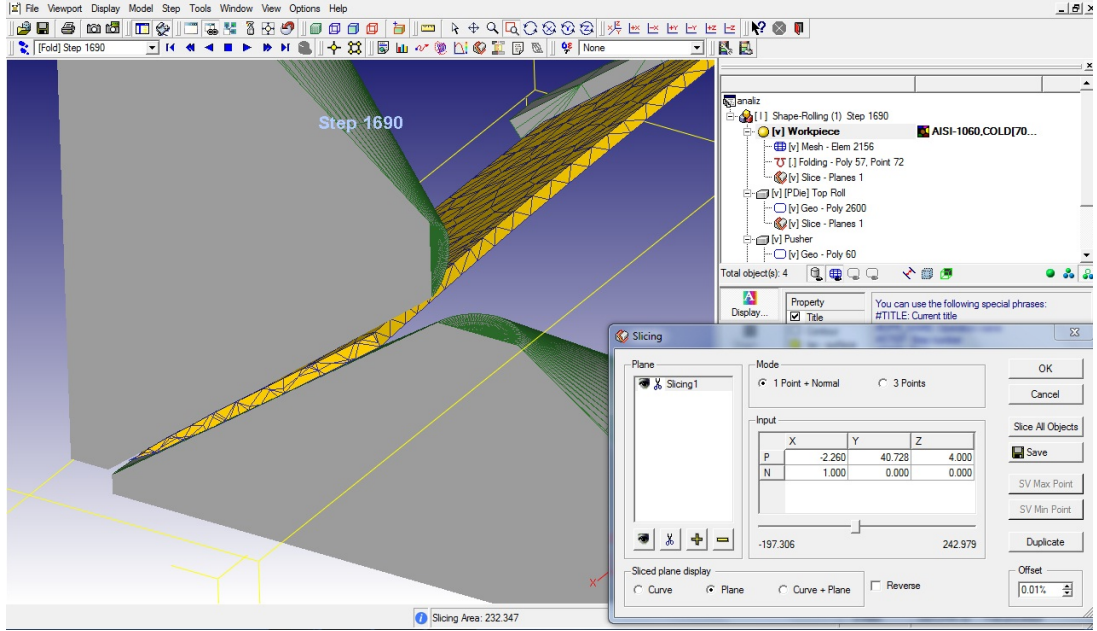 File Viewport Display Model Step Tools Window View Options Help
[Fold] Step 1690
None
Step 1690
analiz
[1] Shape-Rolling (1) Step 1690
[v] Workpiece AISI-1060,COLD[70...
[v] Mesh - Elem 2156
[.] Folding - Poly 57, Point 72
[v] Slice - Planes 1
[v] [PDie] Top Roll
[v] Geo - Poly 2600
[v] Slice - Planes 1
[v] Pusher
[v] Geo - Poly 60
Total object(s): 4
Display...
Property
Title
You can use the following special phrases:
#TITLE: Current title
Slicing
Plane
Slicing1
Mode
1 Point + Normal
3 Points
Input
X Y Z
P -2.260 40.728 4.000
N 1.000 0.000 0.000
-197.306 242.979
Sliced plane display
Curve
Plane
Curve + Plane
Reverse
OK
Cancel
Slice All Objects
Save
SV Max Point
SV Min Point
Duplicate
Offset
0.01%
X
Slicing Area: 232.347